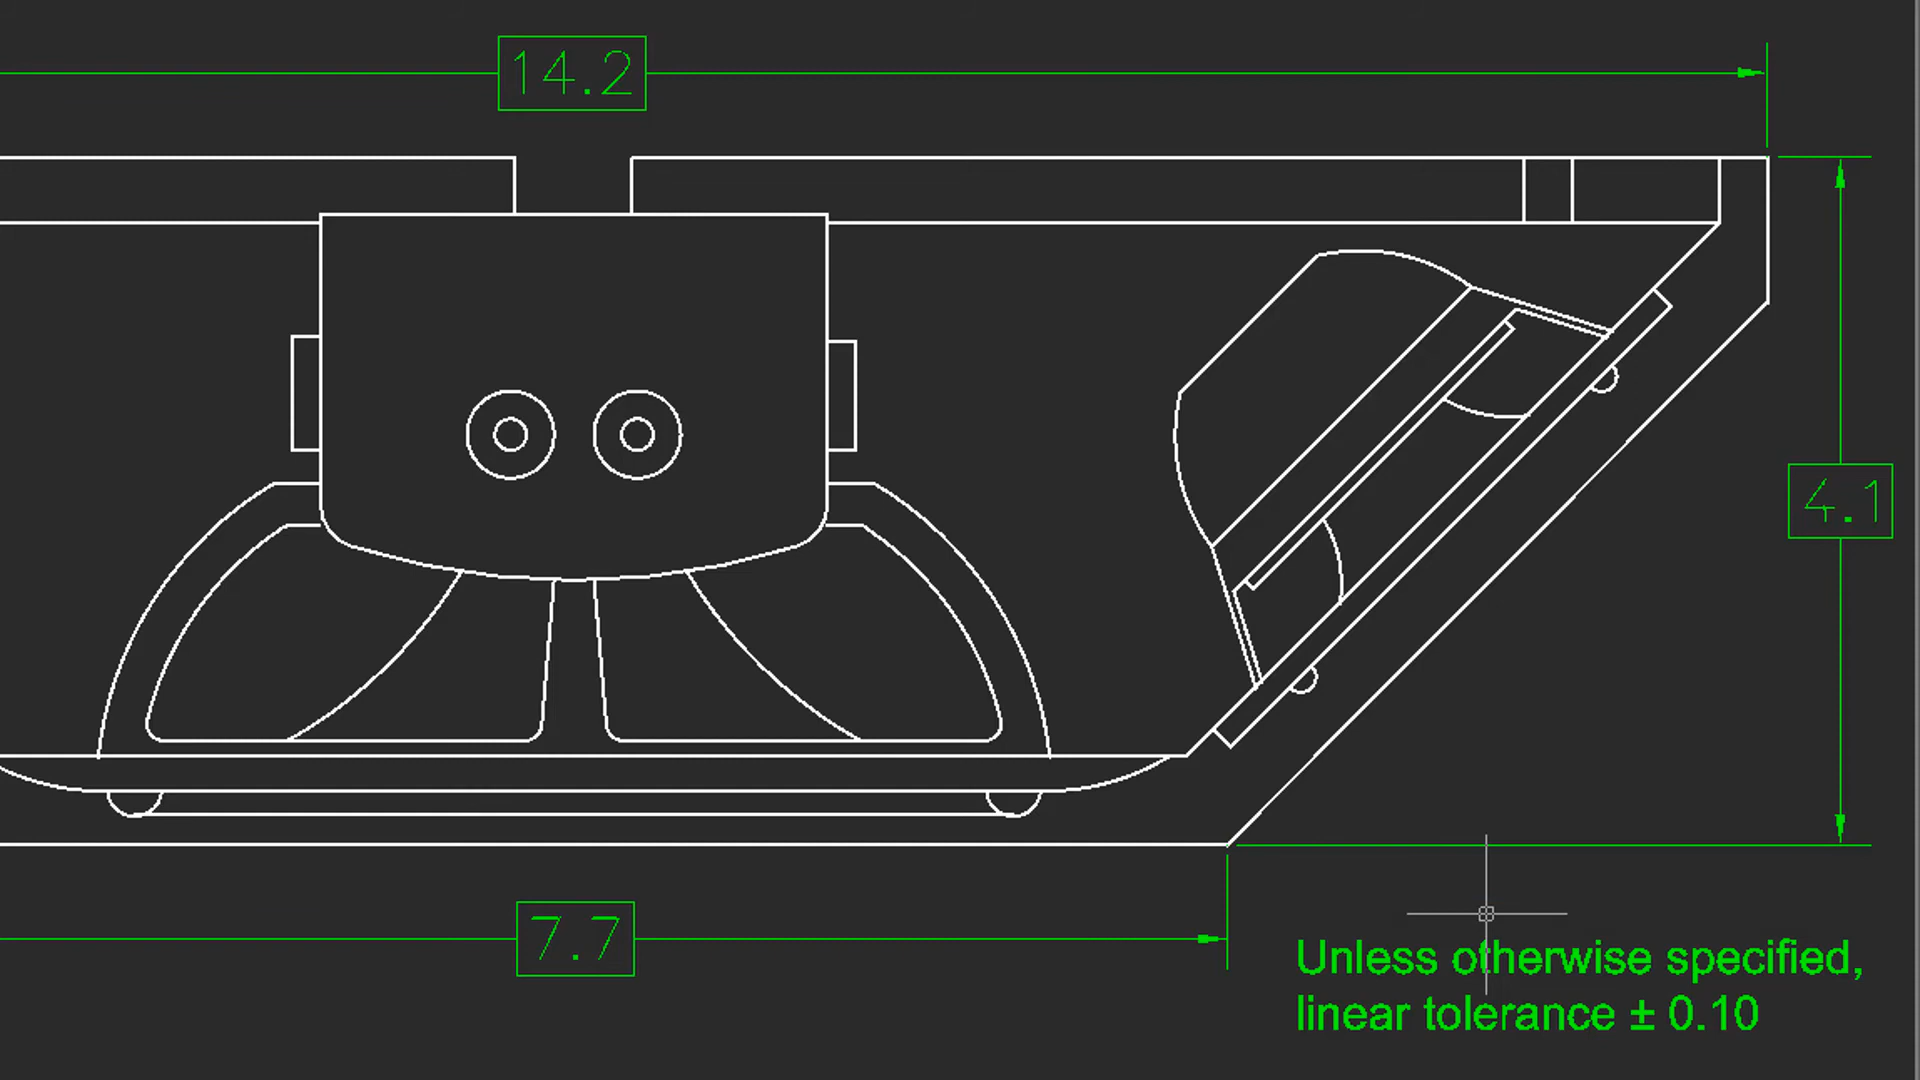 14.2
4.1
7.7
Unless otherwise specified,
linear tolerance ± 0.10